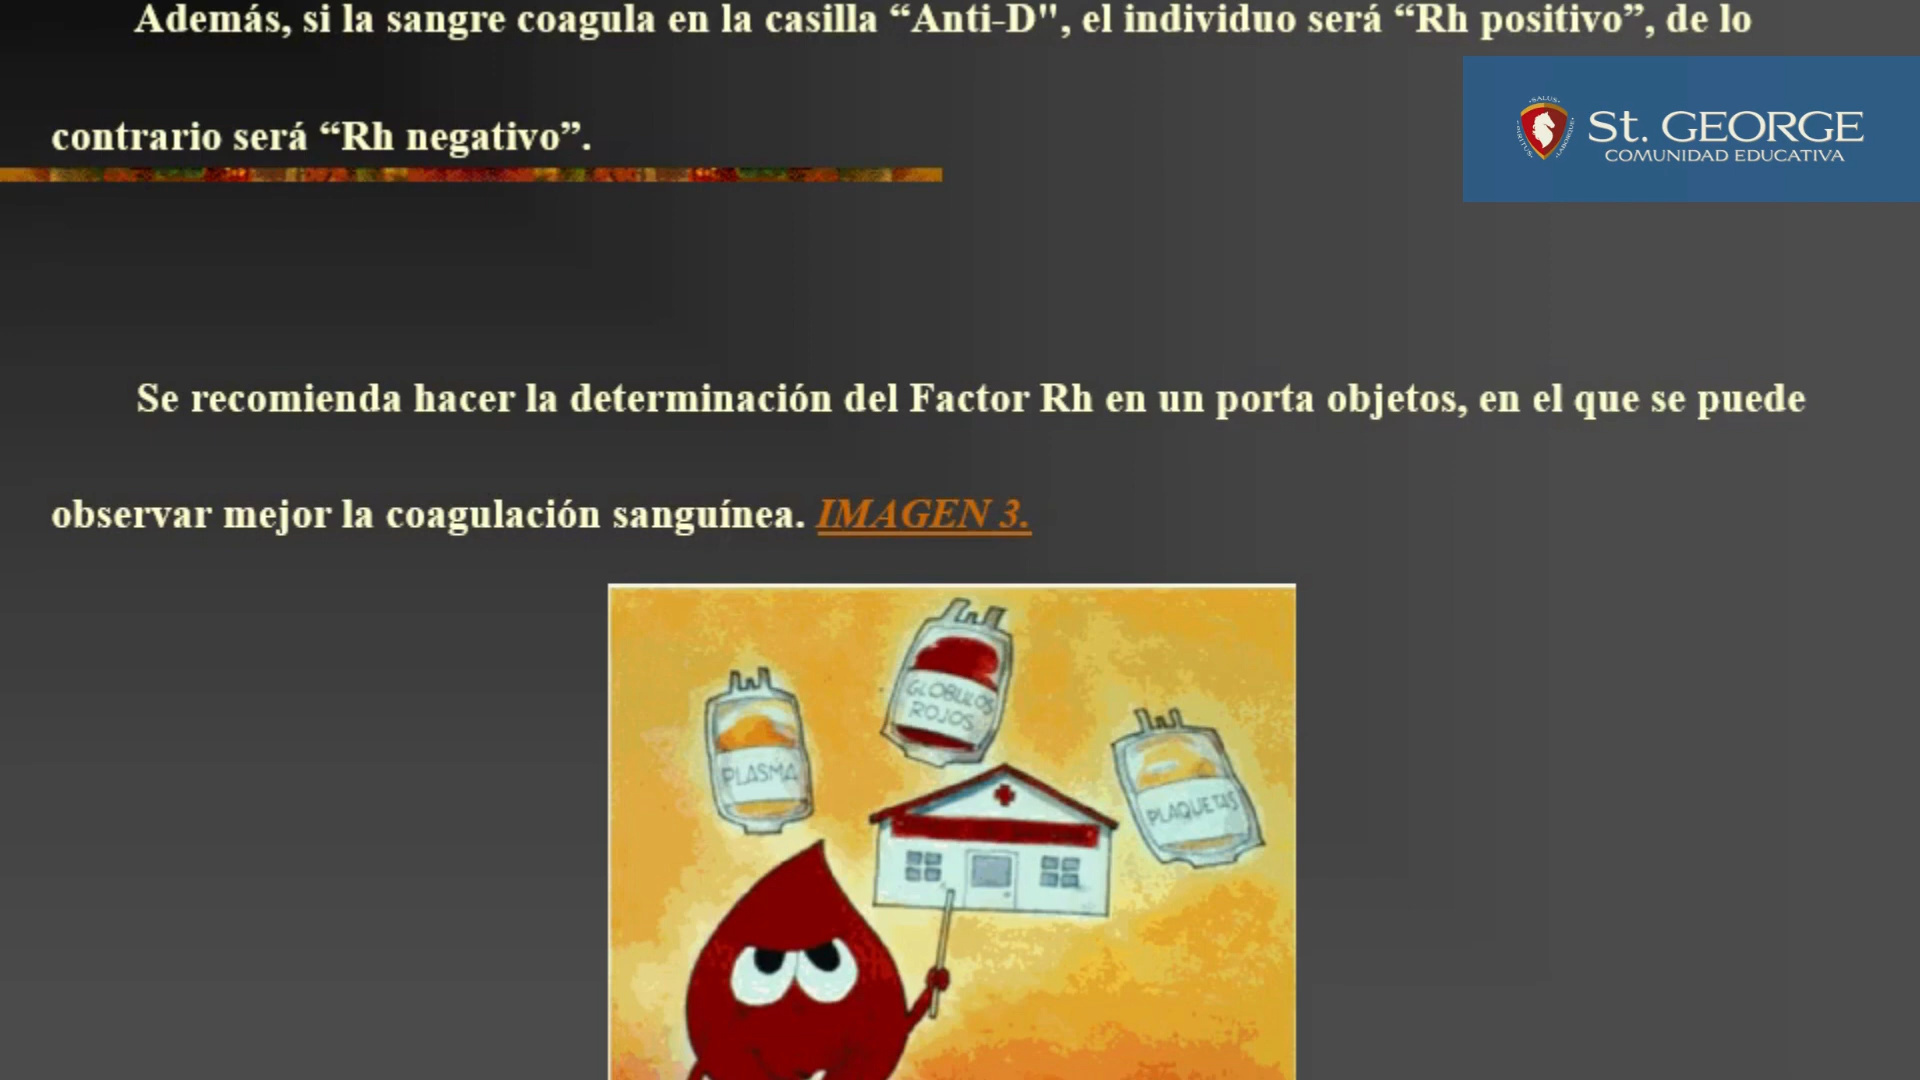 Además, si la sangre coagula en la casilla “Anti-D", el individuo será “Rh positivo”, de lo
contrario será “Rh negativo”.
St. GEORGE
COMUNIDAD EDUCATIVA
Se recomienda hacer la determinación del Factor Rh en un porta objetos, en el que se puede
observar mejor la coagulación sanguínea. IMAGEN 3.
GLOBULOS
ROJOS
PLASMA
PLAQUETAS